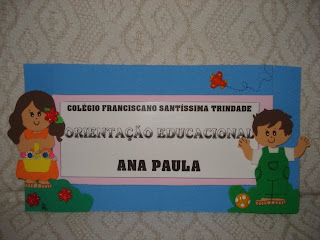 COLÉGIO FRANCISCANO SANTÍSSIMA TRINDADE
ORIENTAÇÃO EDUCACIONAL
ANA PAULA